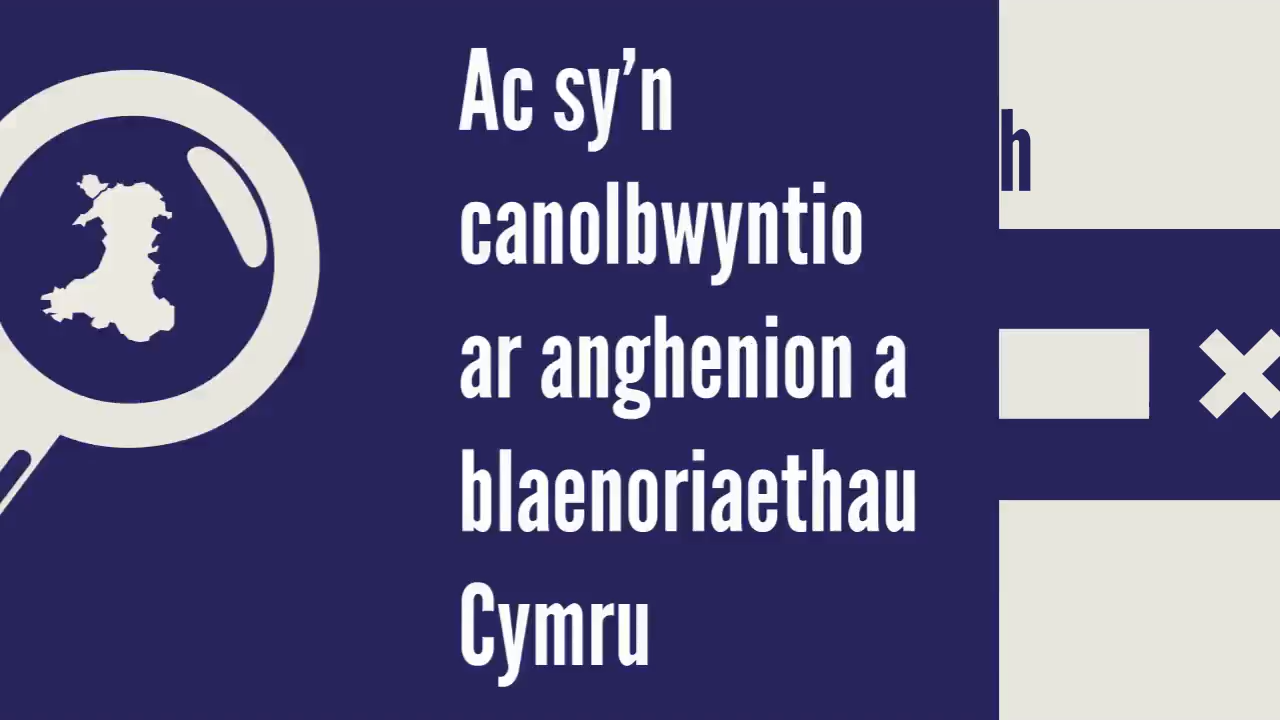 Ac sy’n
canolbwyntio
ar anghenion a
blaenoriaethau
Cymru
h